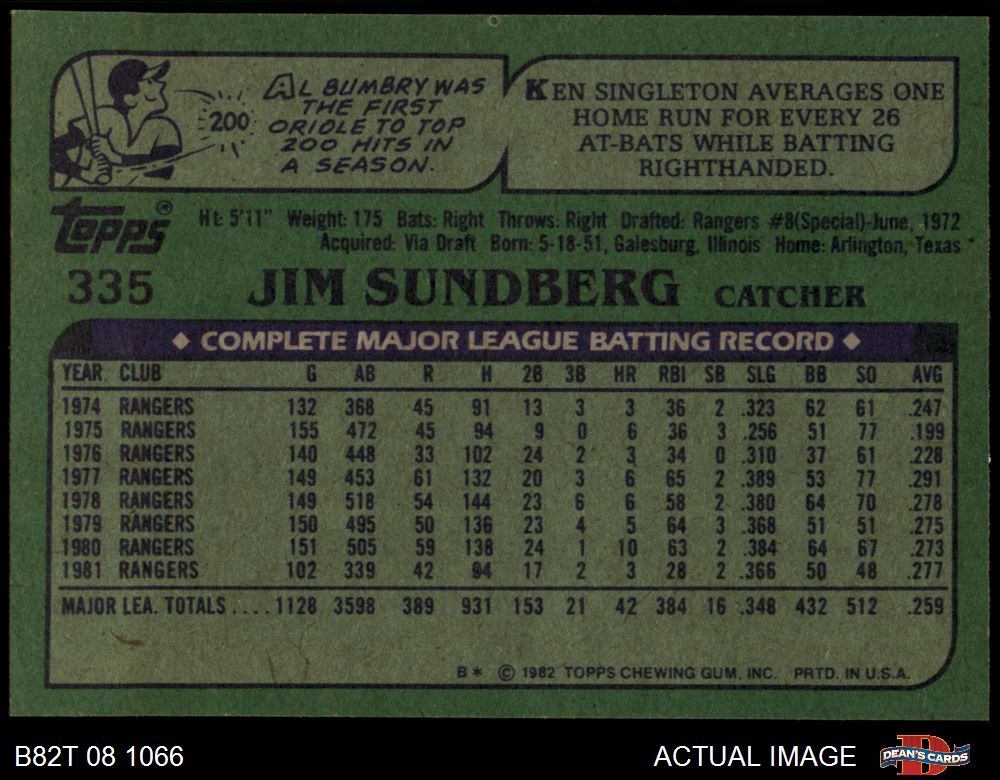 200
AL BUMBRY WAS
THE FIRST
ORIOLE TO TOP
200 HITS IN
A SEASON.
KEN SINGLETON AVERAGES ONE
HOME RUN FOR EVERY 26
AT-BATS WHILE BATTING
RIGHTHANDED.
Topps®
Ht: 5'11" Weight: 175 Bats: Right Throws: Right Drafted: Rangers #8(Special)-June, 1972
Acquired: Via Draft Born: 5-18-51, Galesburg, Illinois Home: Arlington, Texas
335 JIM SUNDBERG CATCHER
◆ COMPLETE MAJOR LEAGUE BATTING RECORD ◆
YEAR CLUB G AB R H 2B 3B HR RBI SB SLG BB SO AVG
1974 RANGERS 132 368 45 91 13 3 3 36 2 .323 62 61 .247
1975 RANGERS 155 472 45 94 9 0 6 36 3 .256 51 77 .199
1976 RANGERS 140 448 33 102 24 2 3 34 0 .310 37 61 .228
1977 RANGERS 149 453 61 132 20 3 6 65 2 .389 53 77 .291
1978 RANGERS 149 518 54 144 23 6 6 58 2 .380 64 70 .278
1979 RANGERS 150 495 50 136 23 4 5 64 3 .368 51 51 .275
1980 RANGERS 151 505 59 138 24 1 10 63 2 .384 64 67 .273
1981 RANGERS 102 339 42 94 17 2 3 28 2 .366 50 48 .277
MAJOR LEA. TOTALS.... 1128 3598 389 931 153 21 42 384 16 .348 432 512 .259
B* © 1982 TOPPS CHEWING GUM, INC. PRTD. IN U.S.A.
B82T 08 1066
ACTUAL IMAGE
DEAN'S CARDS